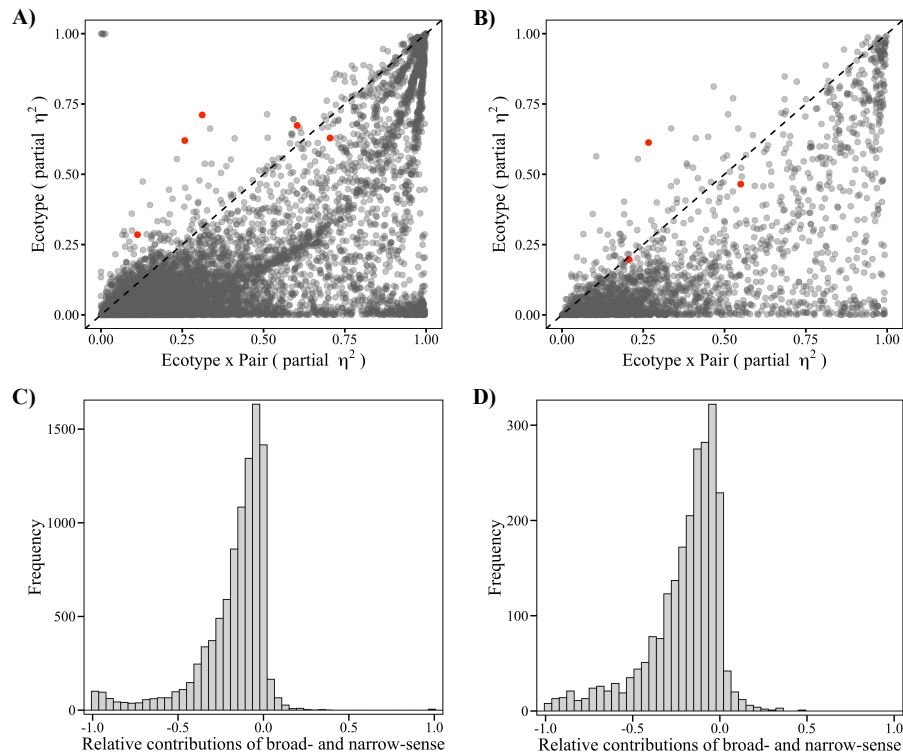 A)
B)
1.00
0.75
0.50
0.25
0.00
Ecotype ( partial η²)
0.00 0.25 0.50 0.75 1.00
Ecotype x Pair ( partial η²)
1.00
0.75
0.50
0.25
0.00
Ecotype ( partial η²)
0.00 0.25 0.50 0.75 1.00
Ecotype x Pair ( partial η²)
C)
D)
1500
1000
500
0
Frequency
-1.0 -0.5 0.0 0.5 1.0
Relative contributions of broad- and narrow-sense
300
200
100
0
Frequency
-1.0 -0.5 0.0 0.5 1.0
Relative contributions of broad- and narrow-sense